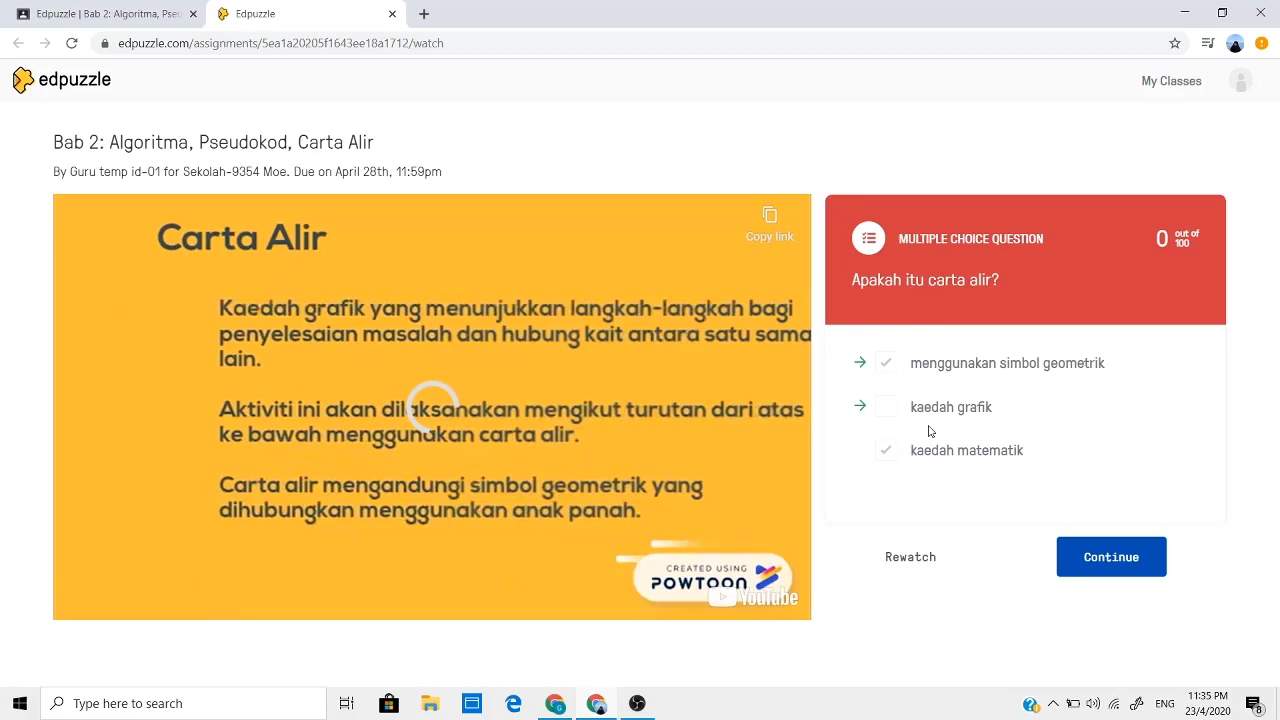 Edpuzzle | Bab 2: Algoritma, Pse
Edpuzzle
edpuzzle.com/assignments/5ea1a20205f1643ee18a1712/watch
edpuzzle
My Classes
Bab 2: Algoritma, Pseudokod, Carta Alir
By Guru temp id-01 for Sekolah-9354 Moe. Due on April 28th, 11:59pm
Carta Alir
Copy link
Kaedah grafik yang menunjukkan langkah-langkah bagi
penyelesaian masalah dan hubung kait antara satu sama
lain.
Aktiviti ini akan dilaksanakan mengikut turutan dari atas
ke bawah menggunakan carta alir.
Carta alir mengandungi simbol geometrik yang
dihubungkan menggunakan anak panah.
CREATED USING
POWTOON
YouTube
MULTIPLE CHOICE QUESTION
0 out of 100
Apakah itu carta alir?
menggunakan simbol geometrik
kaedah grafik
kaedah matematik
Rewatch
Continue
Type here to search
ENG
11:35 PM
23/4/2020
8